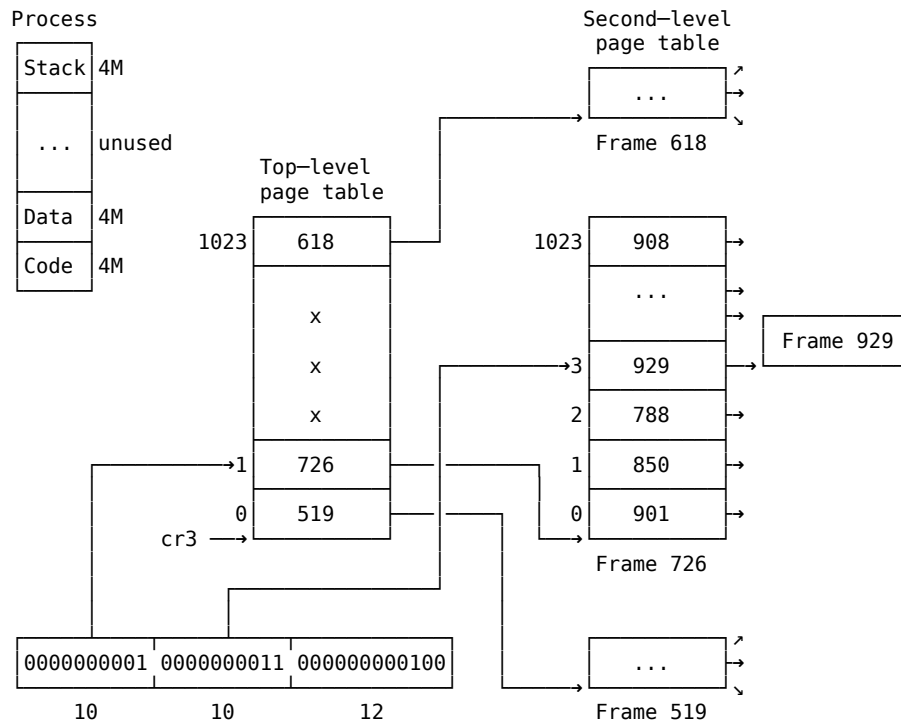 Process
Stack 4M
... unused
Data 4M
Code 4M
Top-level
page table
1023 618
x
x
x
1 726
0 519
cr3
Second-level
page table
...
Frame 618
1023 908
...
3 929
2 788
1 850
0 901
Frame 726
Frame 929
...
Frame 519
0000000001 0000000011 000000000100
10 10 12